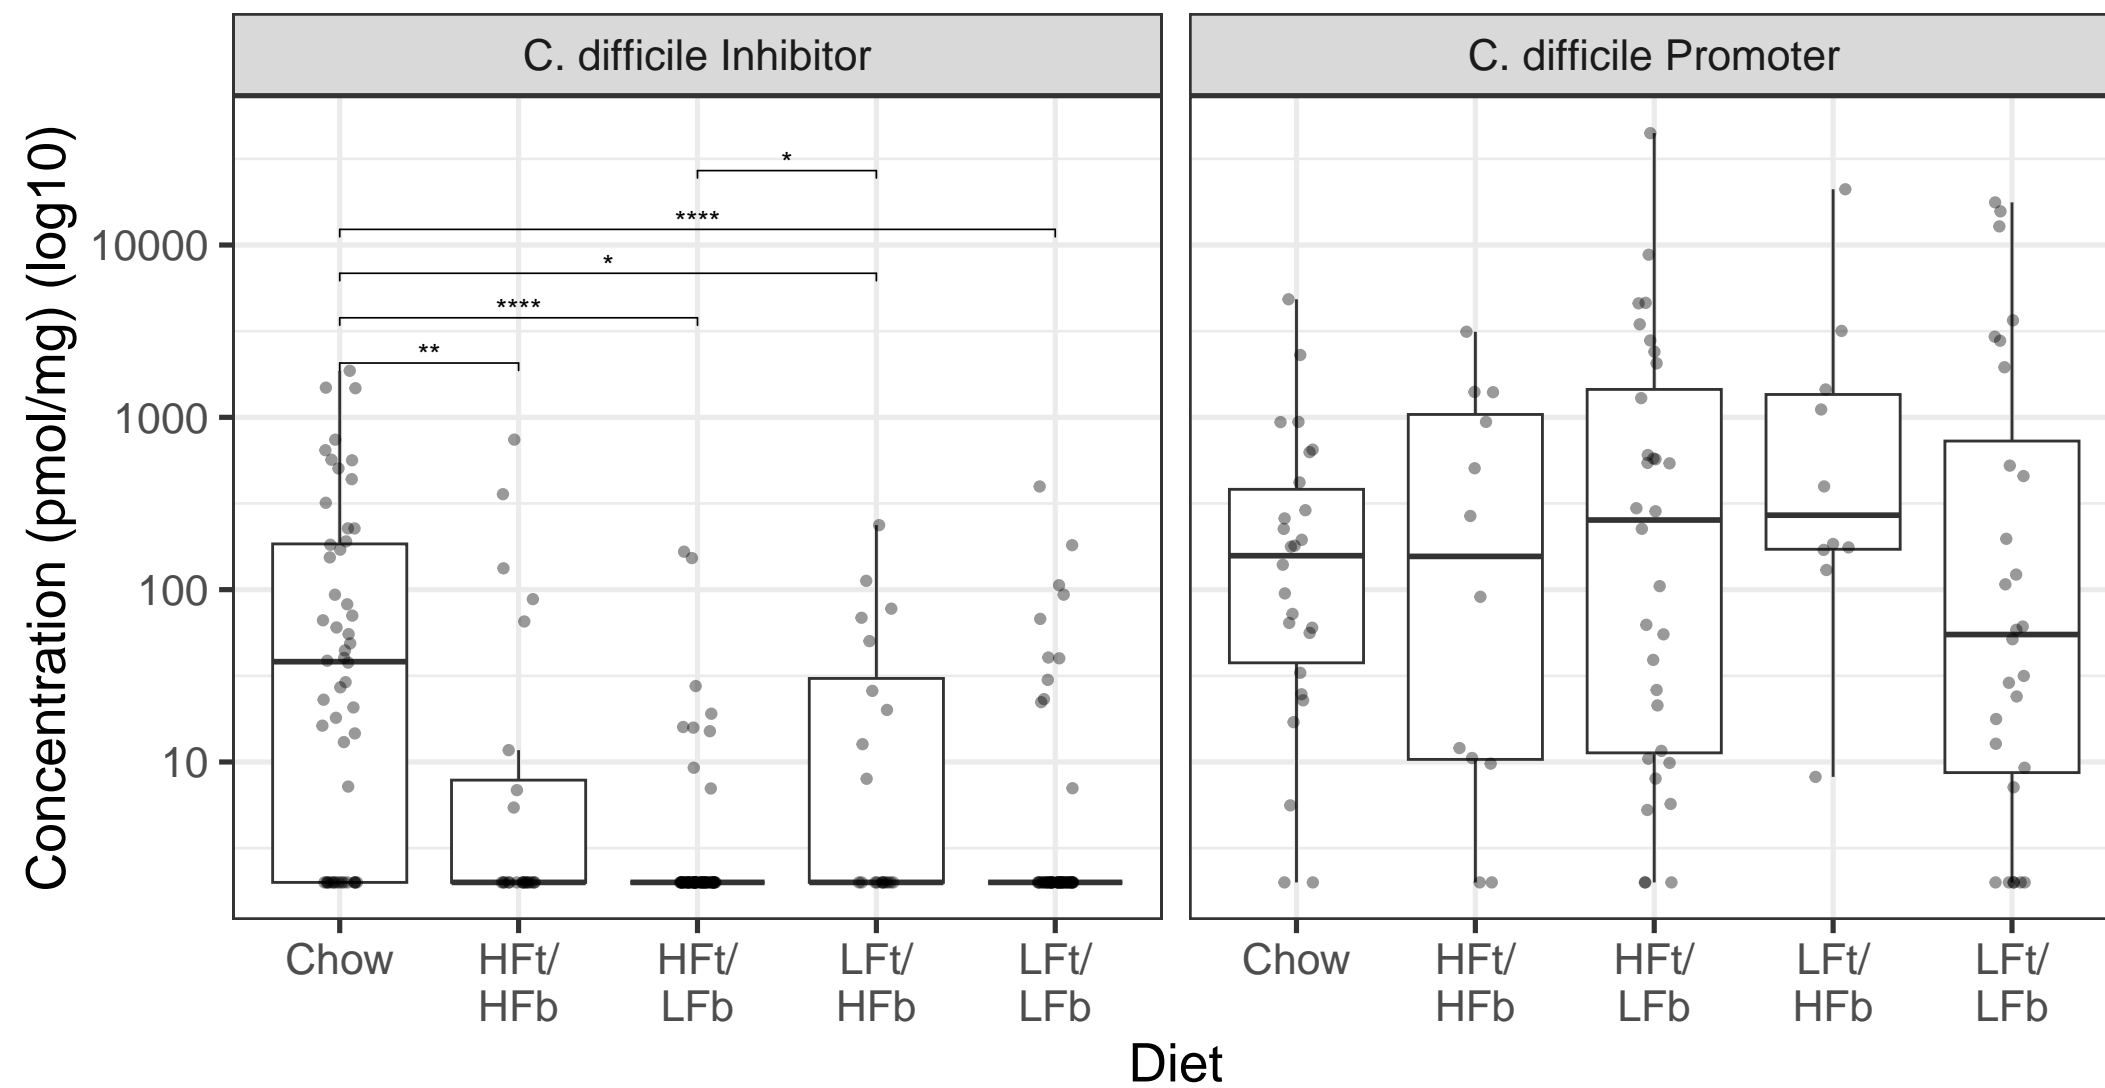 C. difficile Inhibitor
C. difficile Promoter
Concentration (pmol/mg) (log10)
10000
1000
100
10
*
****
*
****
**
Chow
HFt/
HFb
HFt/
LFb
LFt/
HFb
LFt/
LFb
Chow
HFt/
HFb
HFt/
LFb
LFt/
HFb
LFt/
LFb
Diet